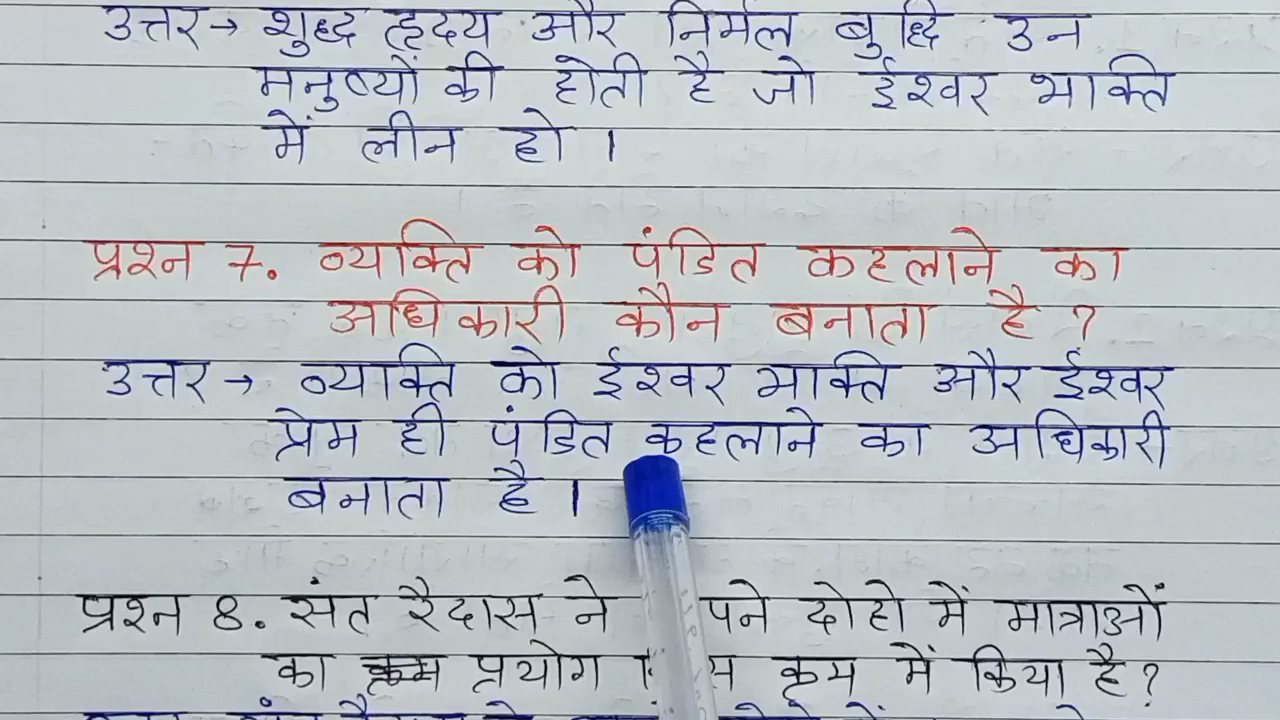 उत्तर → शुद्ध हृदय और निर्मल बुद्धि उन
मनुष्यों की होती है जो ईश्वर भक्ति
में लीन हो ।
प्रश्न 7. व्यक्ति को पंडित कहलाने का
अधिकारी कौन बनाता है ?
उत्तर → व्यक्ति को ईश्वर भक्ति और ईश्वर
प्रेम ही पंडित कहलाने का अधिकारी
बनाता है ।
प्रश्न 8. संत रैदास ने पने दोहो में मात्राओं
का प्रयोग स क्रम में किया है ?